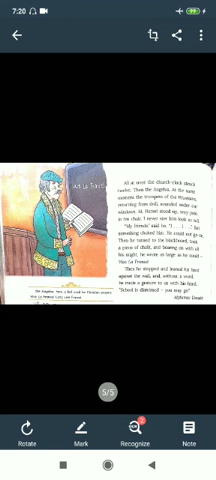 7:20
99
Viv La France!
All at once the church-clock struck
twelve. Then the Angelus. At the same
moment the trumpets of the Prussians,
returning from drill, sounded under our
windows. M. Hamel stood up, very pale,
in his chair. I never saw him look so tall.
"My friends," said he, "I . . . I . . ." But
something choked him. He could not go on.
Then he turned to the blackboard, took
a piece of chalk, and bearing on with all
his might, he wrote as large as he could —
Then he stopped and leaned his head
against the wall, and, without a word,
he made a gesture to us with his hand.
"School is dismissed – you may go."
Alphonse Daudet
5/5
2
Rotate
Mark
Recognize
Note